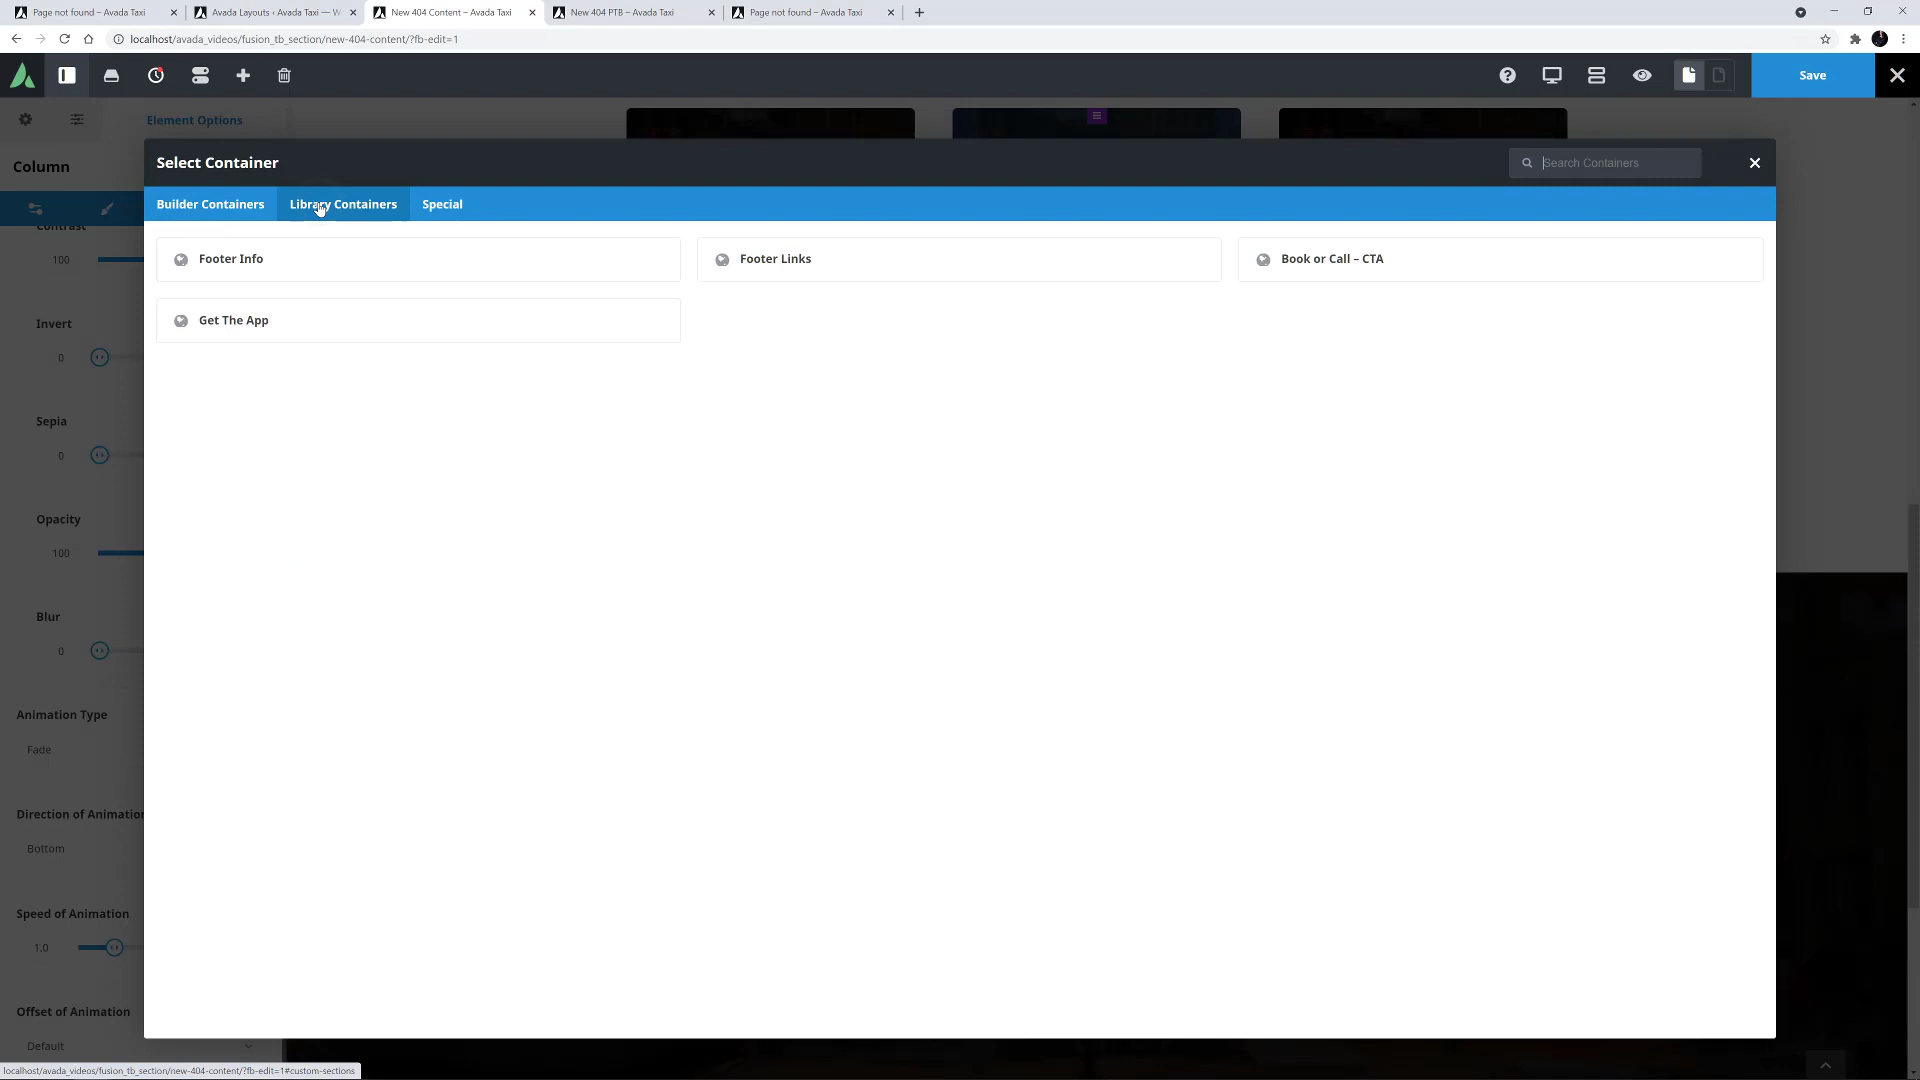 Page not found – Avada Taxi
Avada Layouts ‹ Avada Taxi — W
New 404 Content – Avada Taxi
New 404 PTB – Avada Taxi
Page not found – Avada Taxi
localhost/avada_videos/fusion_tb_section/new-404-content/?fb-edit=1
Save
Element Options
Column
Select Container
Search Containers
Builder Containers
Library Containers
Special
Footer Info
Footer Links
Book or Call – CTA
Get The App
Contrast
100
Invert
0
Sepia
0
Opacity
100
Blur
0
Animation Type
Fade
Direction of Animation
Bottom
Speed of Animation
1.0
Offset of Animation
Default
localhost/avada_videos/fusion_tb_section/new-404-content/?fb-edit=1#custom-sections